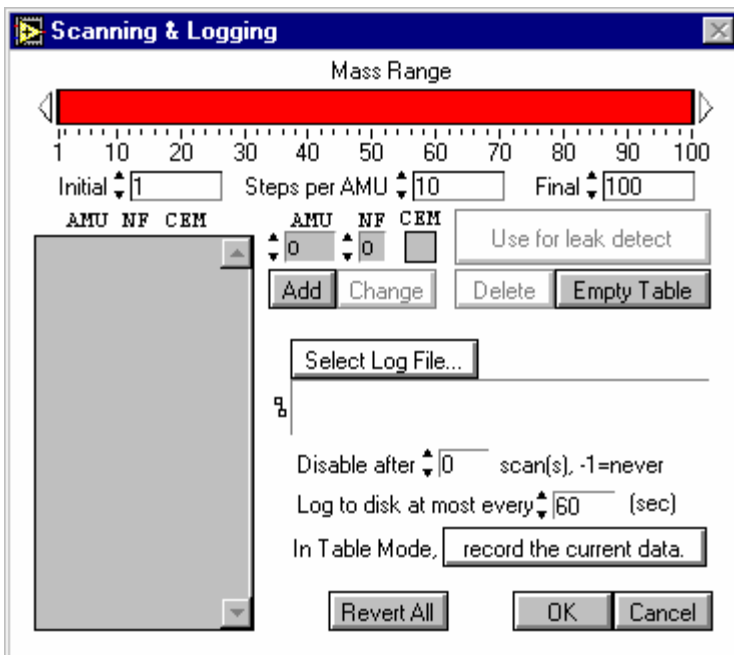 Scanning & Logging
Mass Range
1 10 20 30 40 50 60 70 80 90 100
Initial 1 Steps per AMU 10 Final 100
AMU NF CEM AMU NF CEM
0 0 Use for leak detect
Add Change Delete Empty Table
Select Log File...
Disable after 0 scan(s), -1=never
Log to disk at most every 60 (sec)
In Table Mode, record the current data.
Revert All OK Cancel